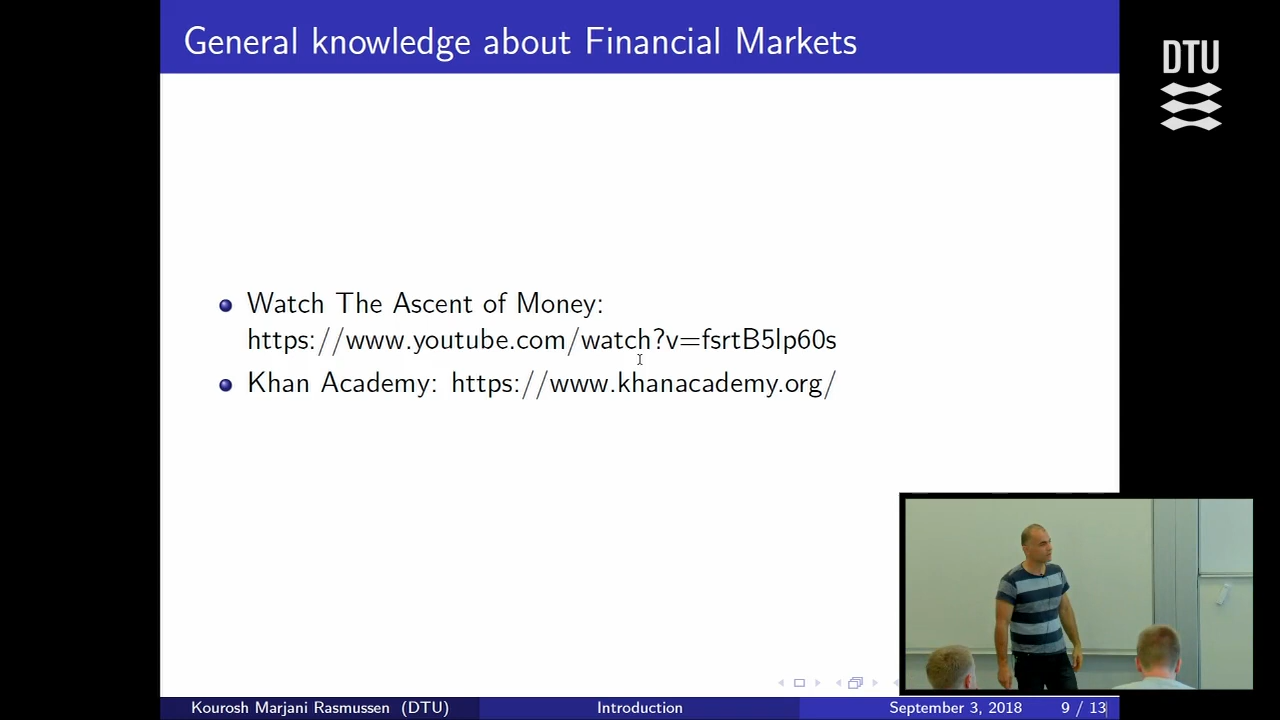 General knowledge about Financial Markets
DTU
Watch The Ascent of Money:
https://www.youtube.com/watch?v=fsrtB5lp60s
Khan Academy: https://www.khanacademy.org/
Kourosh Marjani Rasmussen (DTU)
Introduction
September 3, 2018
9 / 13